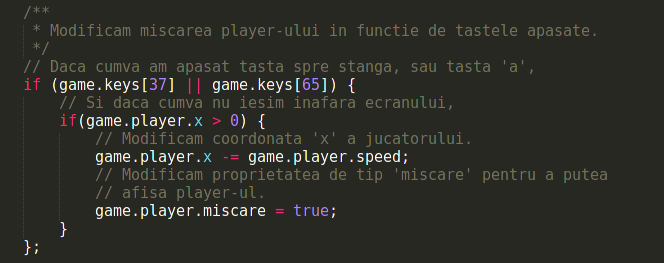 /**
 * Modificam miscarea player-ului in functie de tastele apasate.
 */
// Daca cumva am apasat tasta spre stanga, sau tasta 'a',
if (game.keys[37] || game.keys[65]) {
    // Si daca cumva nu iesim inafara ecranului,
    if(game.player.x > 0) {
        // Modificam coordonata 'x' a jucatorului.
        game.player.x -= game.player.speed;
        // Modificam proprietatea de tip 'miscare' pentru a putea
        // afisa player-ul.
        game.player.miscare = true;
    }
};